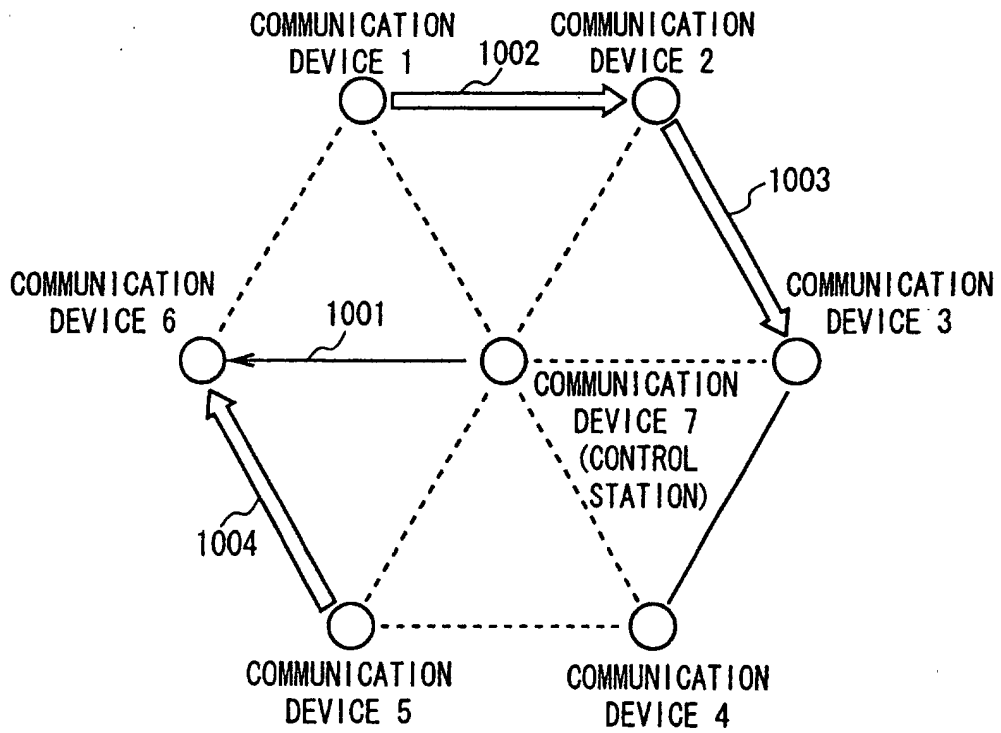 COMMUNICATION
DEVICE 1
1002
COMMUNICATION
DEVICE 2
1003
COMMUNICATION
DEVICE 6
1001
COMMUNICATION
DEVICE 3
COMMUNICATION
DEVICE 7
(CONTROL
STATION)
1004
COMMUNICATION
DEVICE 5
COMMUNICATION
DEVICE 4